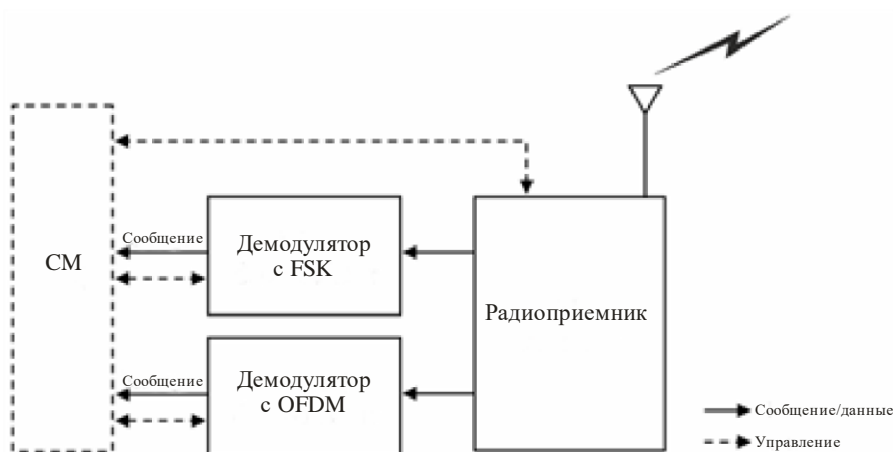 Сообщение
СМ
Демодулятор
с FSK
Радиоприемник
Сообщение
Демодулятор
с OFDM
Сообщение/данные
Управление